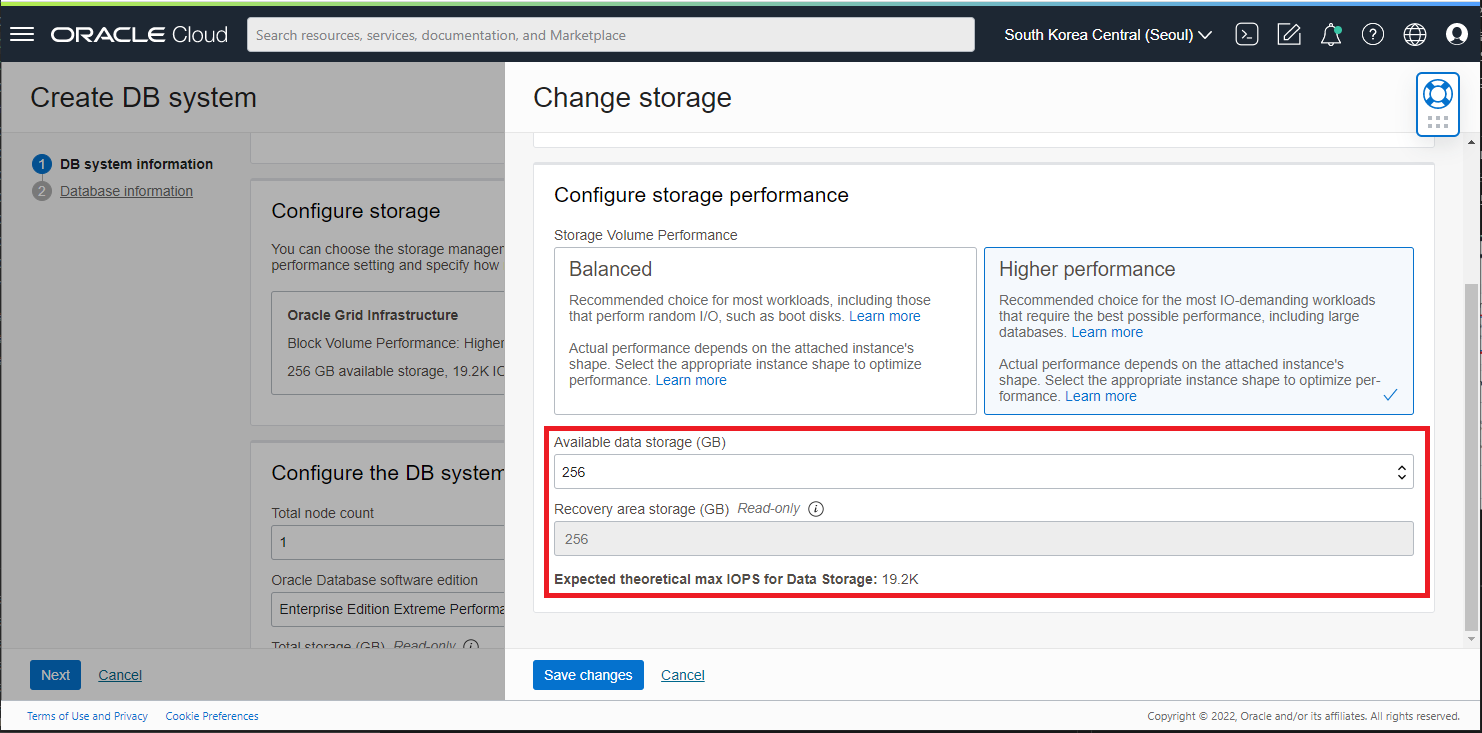 ORACLE Cloud
Search resources, services, documentation, and Marketplace
South Korea Central (Seoul)
Create DB system
1 DB system information
2 Database information
Configure storage
You can choose the storage manager
performance setting and specify how
Oracle Grid Infrastructure
Block Volume Performance: Higher
256 GB available storage, 19.2K IO
Configure the DB system
Total node count
1
Oracle Database software edition
Enterprise Edition Extreme Performa
Total storage (GB) Read-only
Next
Cancel
Change storage
Configure storage performance
Storage Volume Performance
Balanced
Recommended choice for most workloads, including those
that perform random I/O, such as boot disks. Learn more
Actual performance depends on the attached instance's
shape. Select the appropriate instance shape to optimize
performance. Learn more
Higher performance
Recommended choice for the most IO-demanding workloads
that require the best possible performance, including large
databases. Learn more
Actual performance depends on the attached instance's
shape. Select the appropriate instance shape to optimize per-
formance. Learn more
Available data storage (GB)
256
Recovery area storage (GB) Read-only
256
Expected theoretical max IOPS for Data Storage: 19.2K
Save changes
Cancel
Terms of Use and Privacy
Cookie Preferences
Copyright © 2022, Oracle and/or its affiliates. All rights reserved.